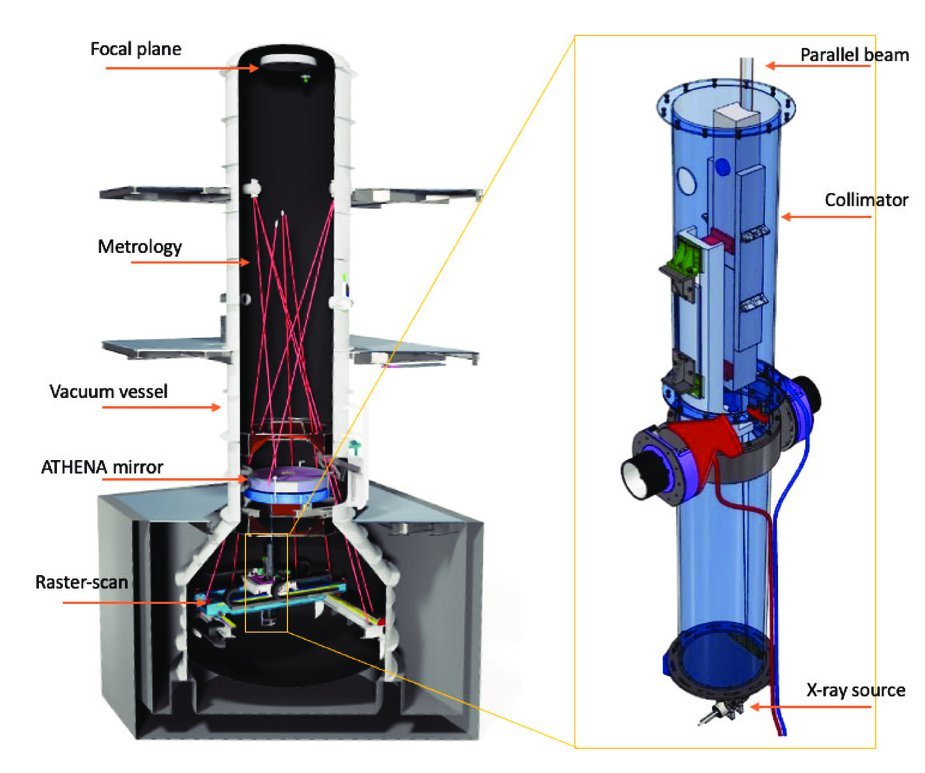 Focal plane
Metrology
Vacuum vessel
ATHENA mirror
Raster-scan
Parallel beam
Collimator
X-ray source